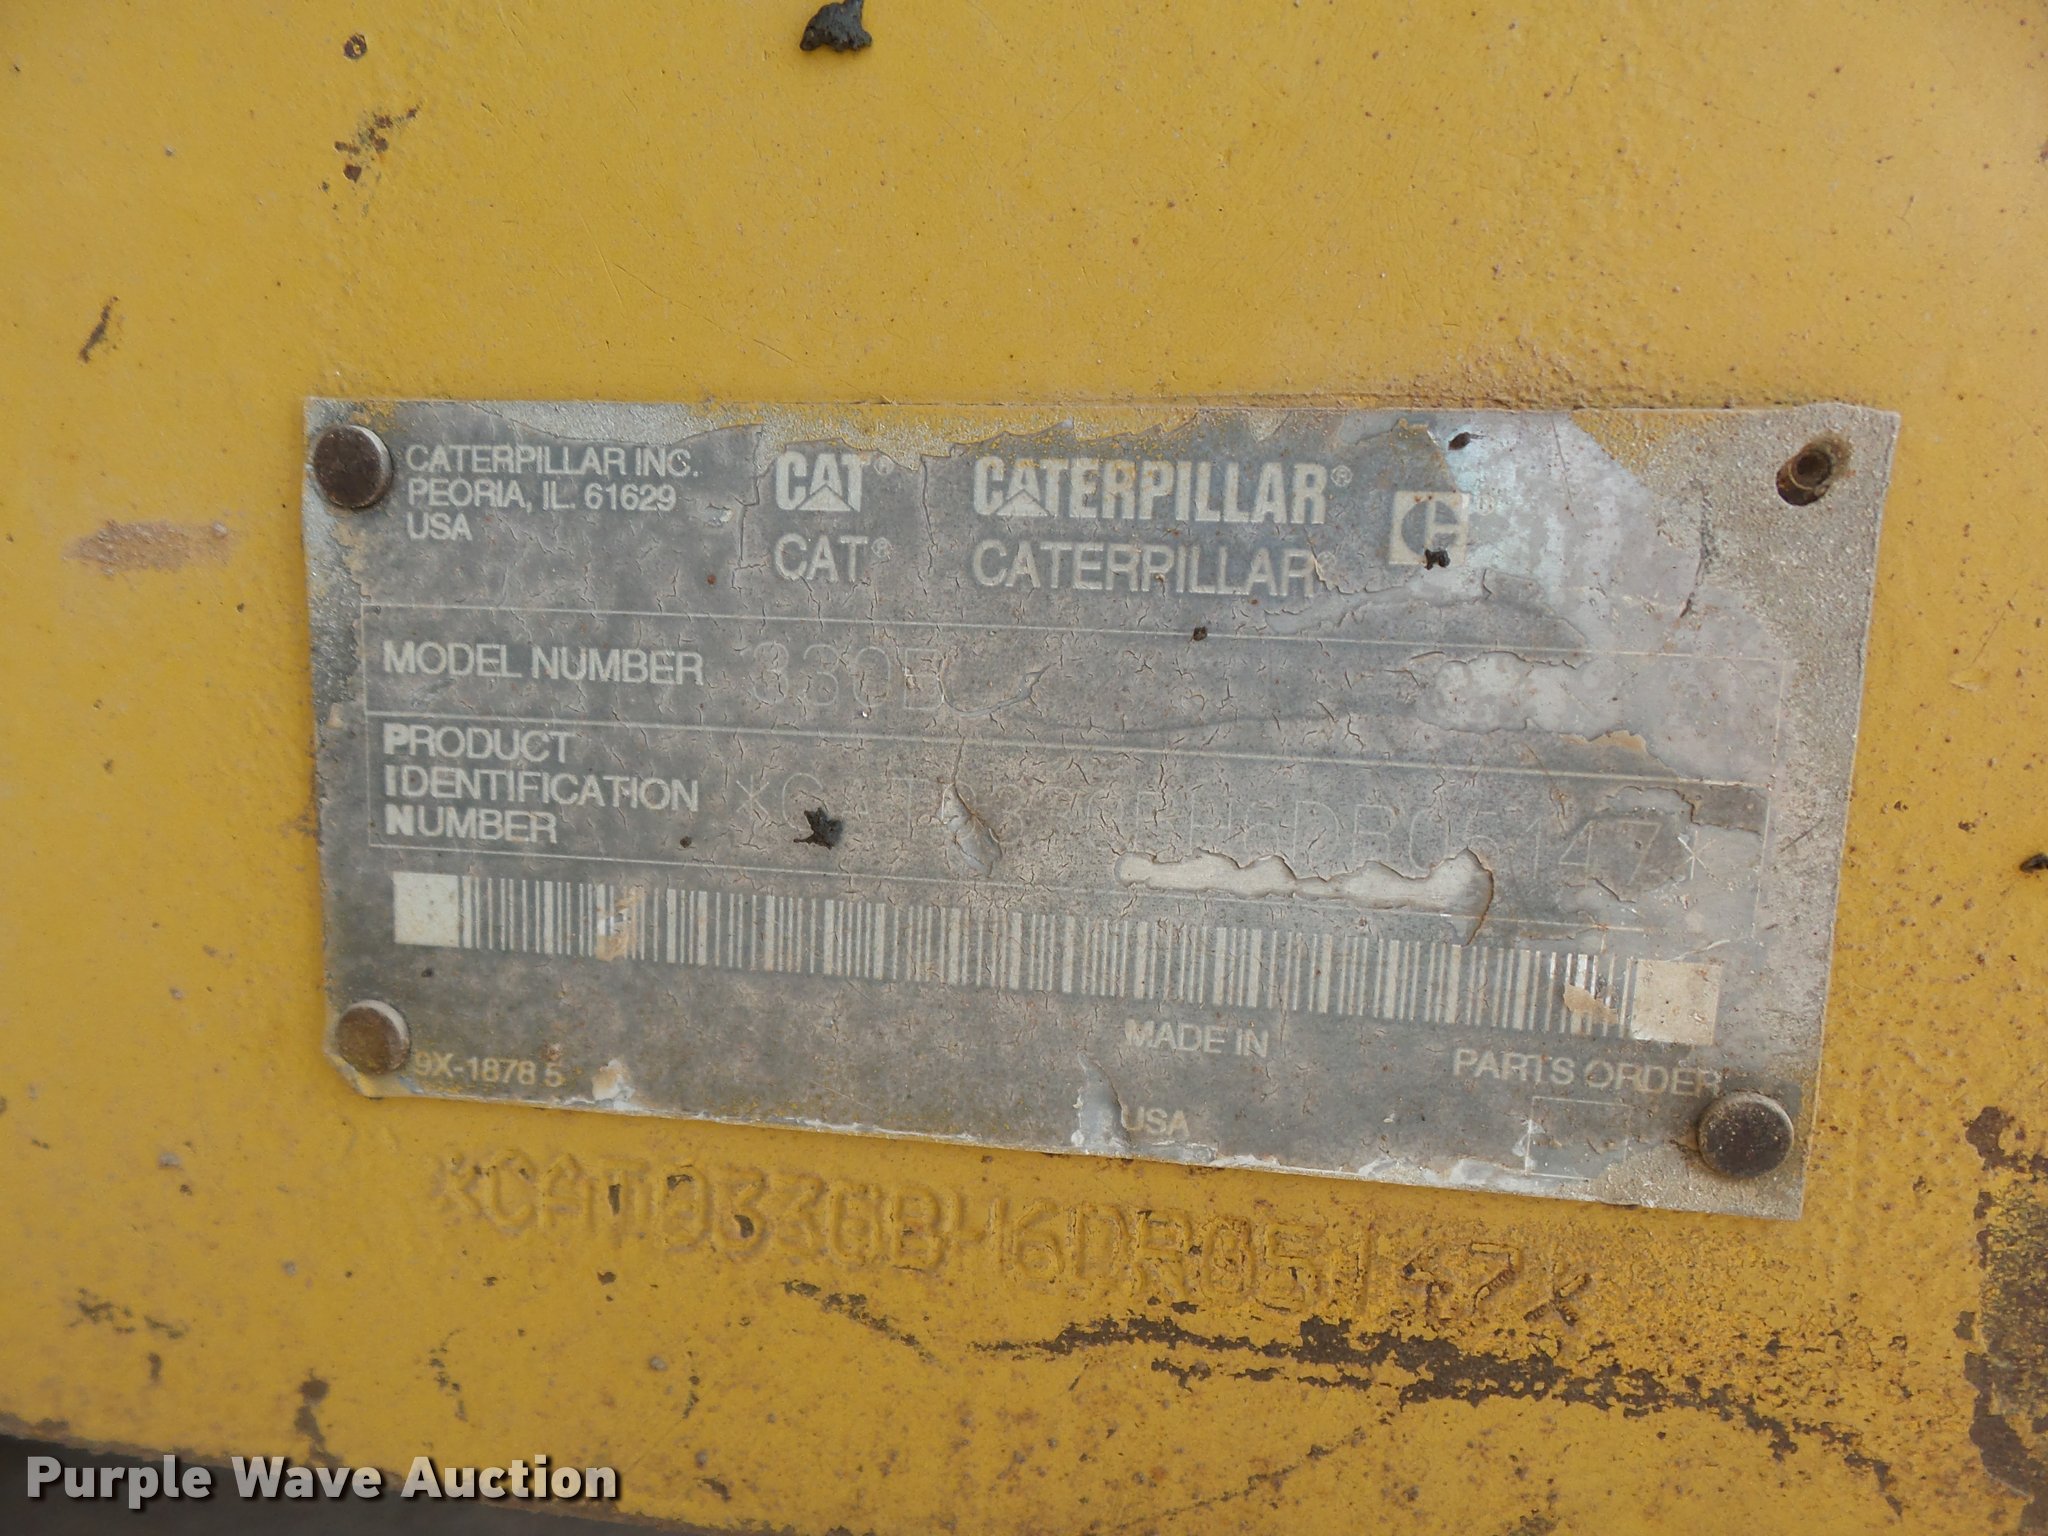 CATERPILLAR INC.
PEORIA, IL. 61629
USA
CAT® CATERPILLAR®
CAT® CATERPILLAR
MODEL NUMBER 330B
PRODUCT
IDENTIFICATION
NUMBER
MADE IN
USA
PARTS ORDER
9X-1878 5
Purple Wave Auction